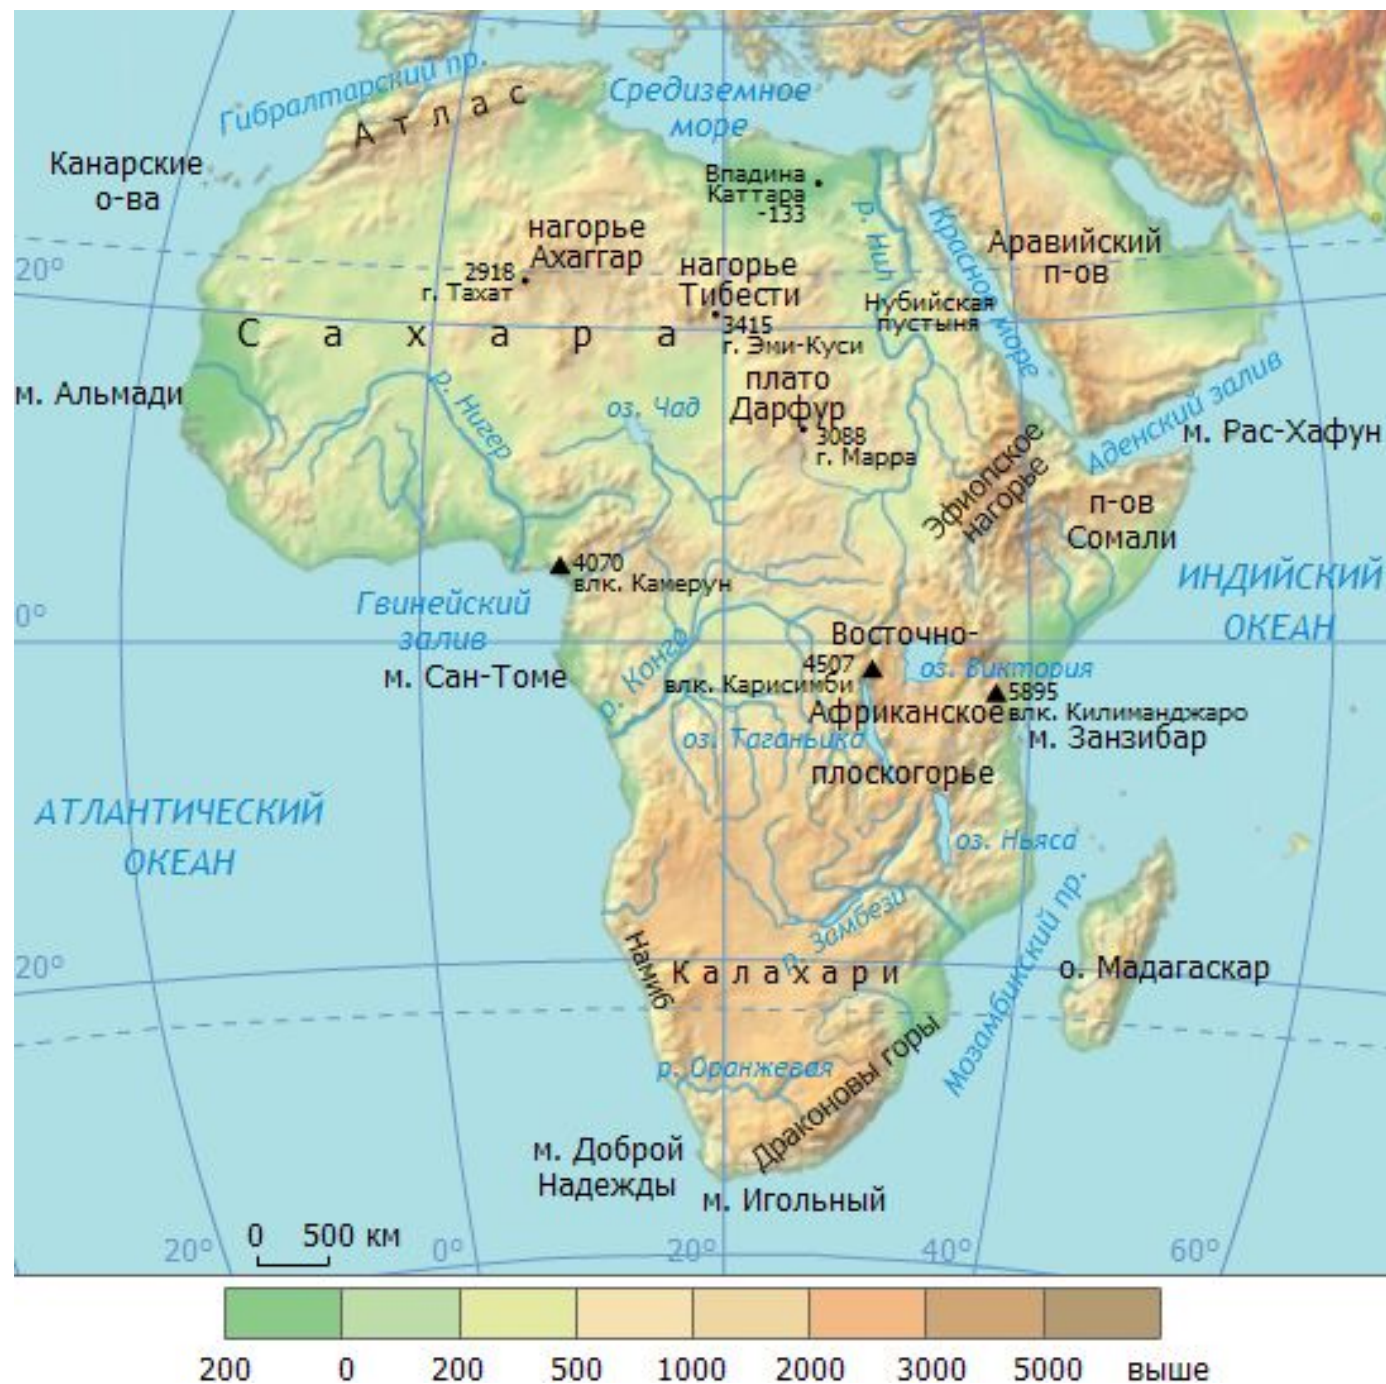 Гибралтарский пр.
Атлас
Средиземное
море
Канарские
о-ва
Впадина
Каттара
-133
р. Нил
Красное море
Аравийский
п-ов
20°
нагорье
Ахаггар
2918
г. Тахат
нагорье
Тибести
3415
г. Эми-Куси
Нубийская
пустыня
Сахара
м. Альмади
р. Нигер
оз. Чад
плато
Дарфур
3088
г. Марра
Аденский залив
м. Рас-Хафун
Эфиопское
нагорье
п-ов
Сомали
4070
влк. Камерун
ИНДИЙСКИЙ
ОКЕАН
0°
Гвинейский
залив
м. Сан-Томе
р. Конго
Восточно-
4507
влк. Карисимби
оз. Виктория
5895
влк. Килиманджаро
Африканское
м. Занзибар
оз. Таганьика
плоскогорье
АТЛАНТИЧЕСКИЙ
ОКЕАН
оз. Ньяса
р. Замбези
Мозамбикский пр.
20°
Намиб
Калахари
о. Мадагаскар
р. Оранжевая
Драконовы горы
м. Доброй
Надежды
м. Игольный
0 500 км
20° 0° 20° 40° 60°
200 0 200 500 1000 2000 3000 5000 выше